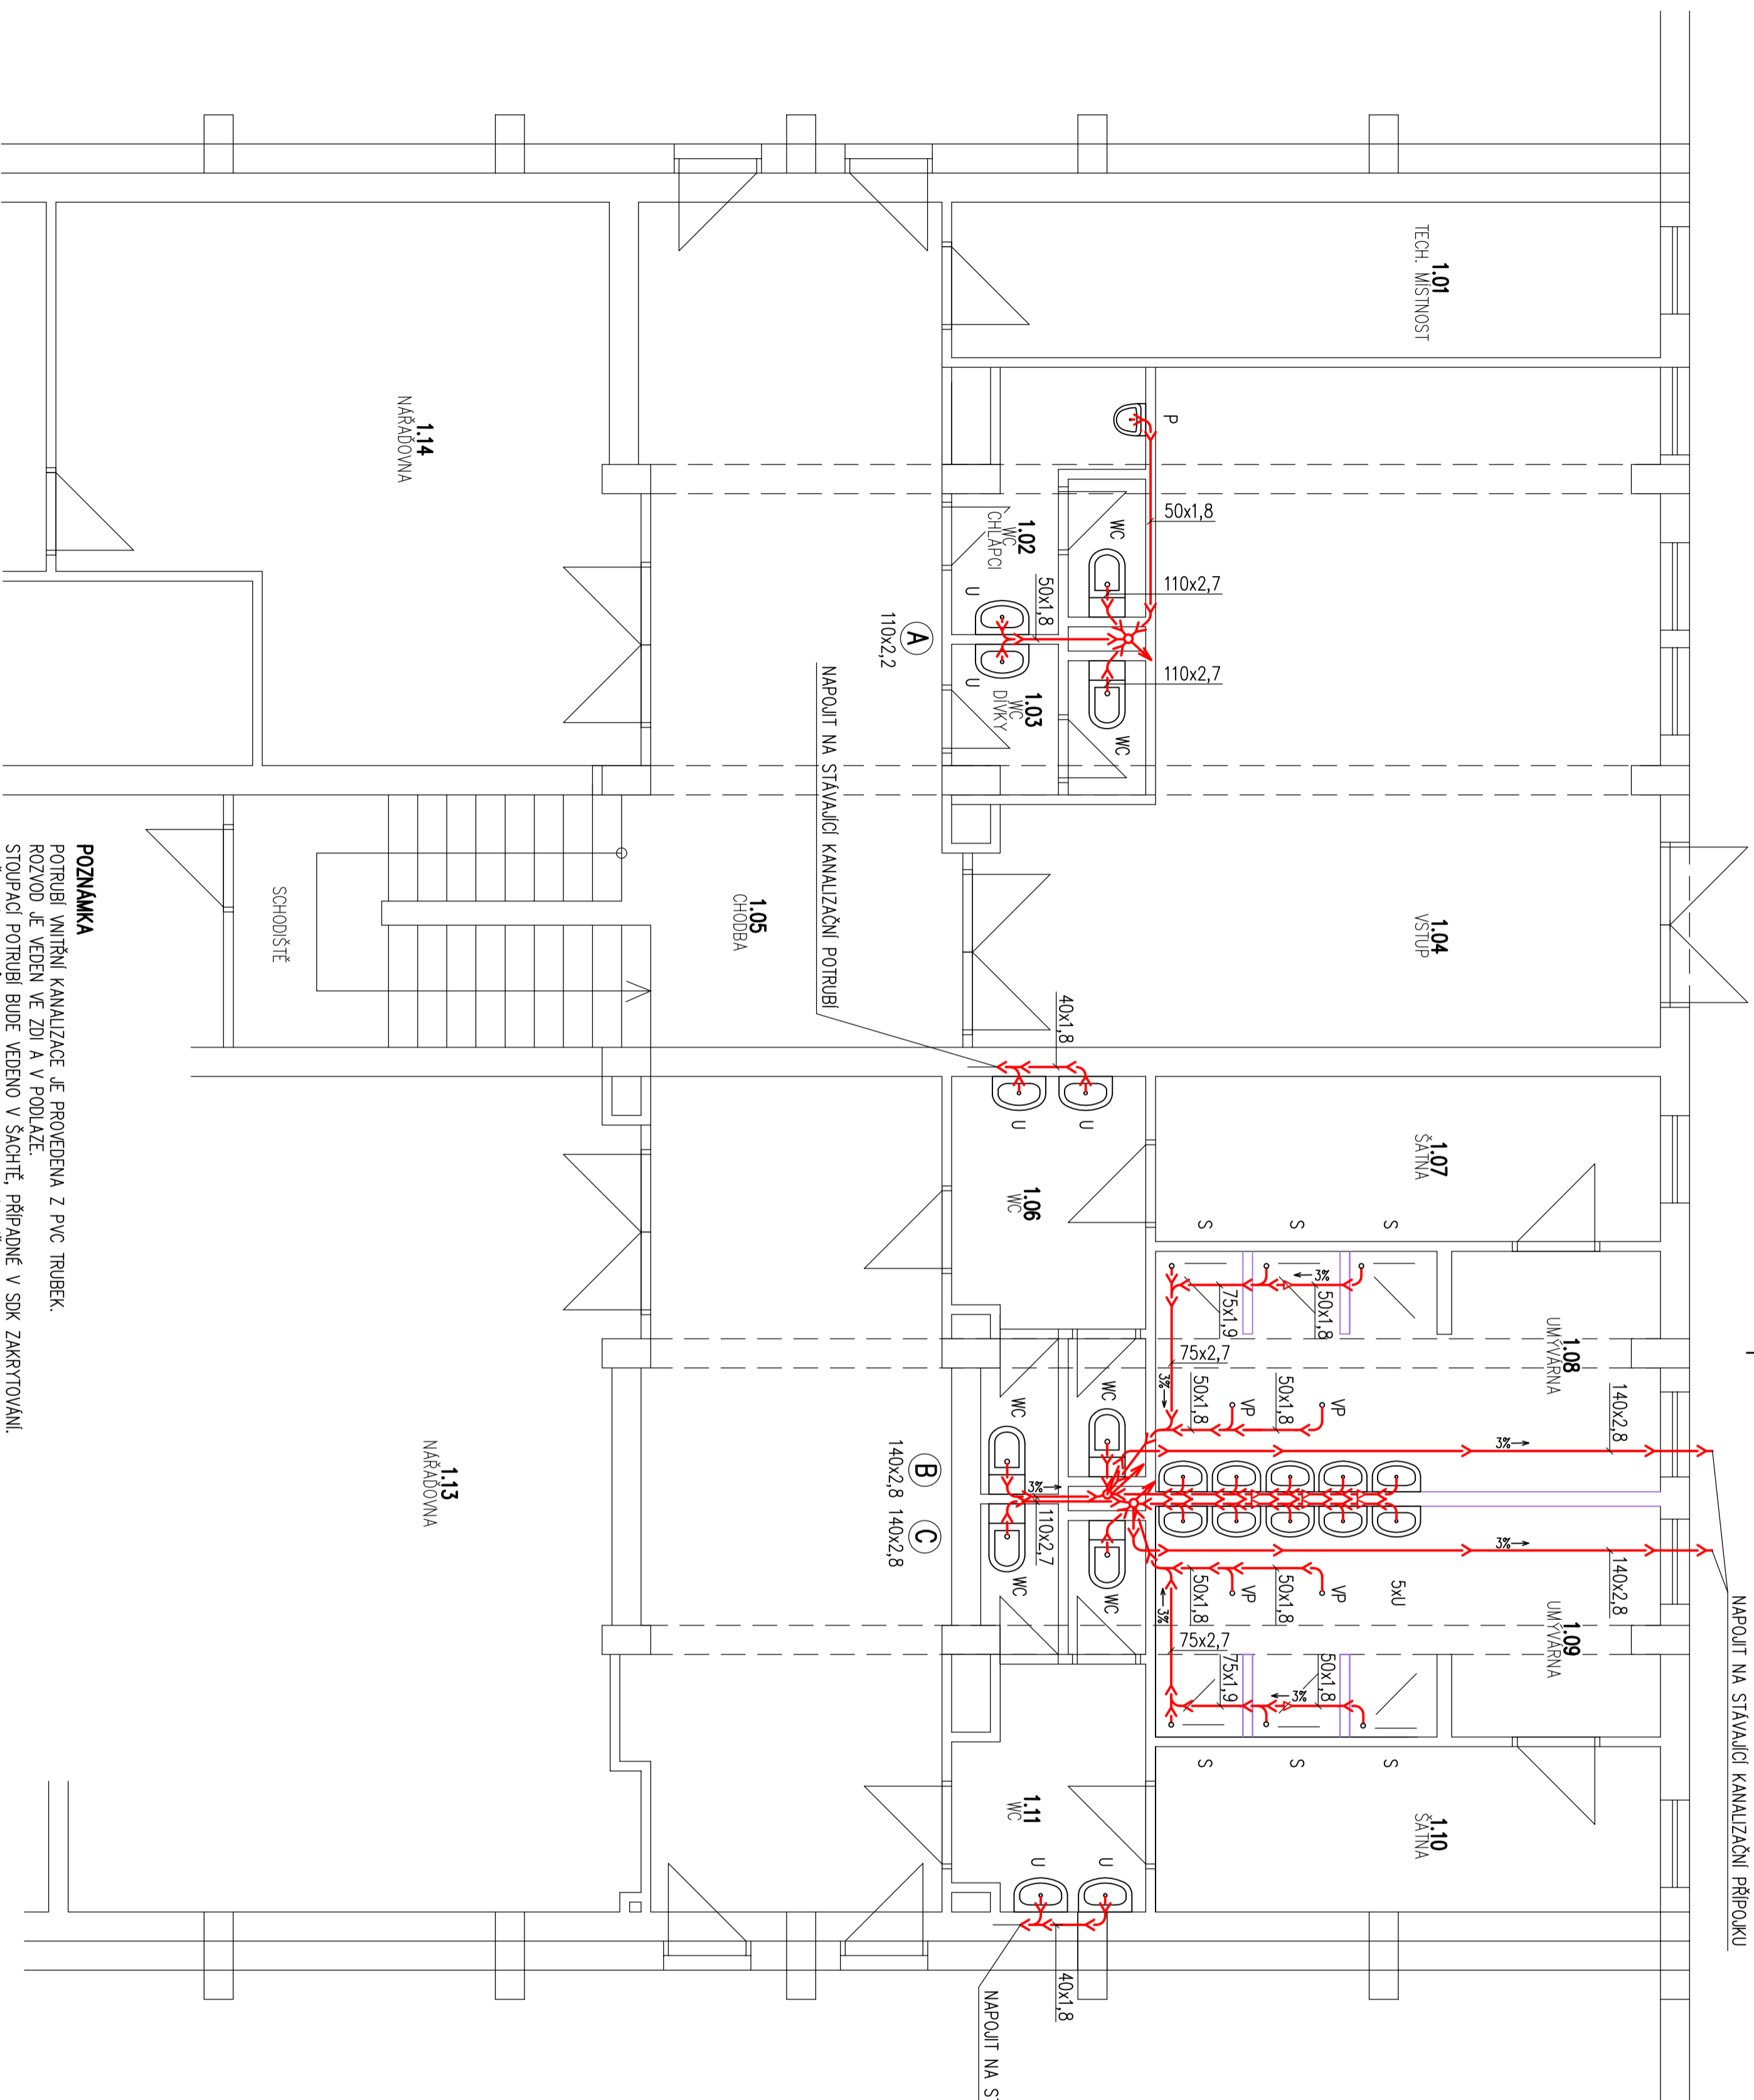 NAPOJIT NA STÁVAJÍCÍ KANALIZAČNÍ PŘÍPOJKU
1.01
TECH. MÍSTNOST
1.04
VSTUP
1.07
ŠATNA
1.08
UMÝVÁRNA
140x2,8
140x2,8
1.09
UMÝVÁRNA
1.10
ŠATNA
3%
3%
5xU
S
S
S
S
S
S
50x1,8
75x1,9
3%
75x2,7
3%
50x1,8
50x1,8
VP
VP
VP
VP
50x1,8
50x1,8
3%
75x2,7
75x1,9
50x1,8
3%
P
50x1,8
110x2,7
110x2,7
WC
WC
1.02
WC
CHLAPCI
50x1,8
U
U
1.03
WC
DÍVKY
A
110x2,2
40x1,8
U
U
1.06
WC
WC
WC
WC
WC
3%
110x2,7
B
140x2,8
C
140x2,8
1.11
WC
U
U
40x1,8
NAPOJIT NA
NAPOJIT NA STÁVAJÍCÍ KANALIZAČNÍ POTRUBÍ
1.05
CHODBA
1.14
NÁŘAĎOVNA
SCHODIŠTĚ
1.13
NÁŘAĎOVNA
POZNÁMKA
POTRUBÍ VNITŘNÍ KANALIZACE JE PROVEDENA Z PVC TRUBEK.
ROZVOD JE VEDEN VE ZDI A V PODLAZE.
STOUPACÍ POTRUBÍ BUDE VEDENO V ŠACHTĚ, PŘÍPADNĚ V SDK ZAKRYTOVÁNÍ.